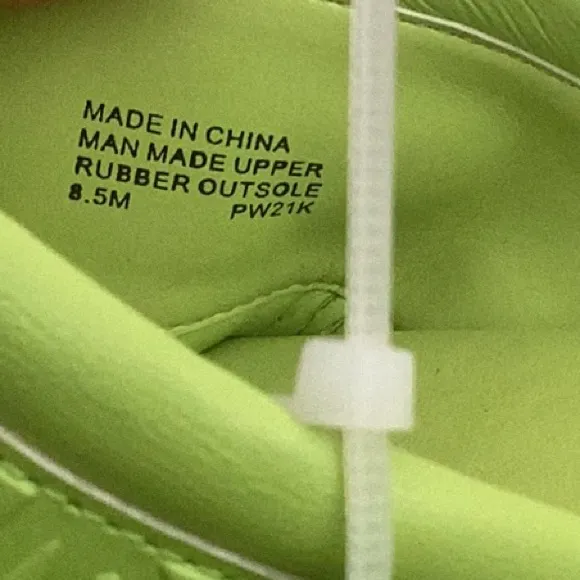 MADE IN CHINA
MAN MADE UPPER
RUBBER OUTSOLE
8.5M PW21K